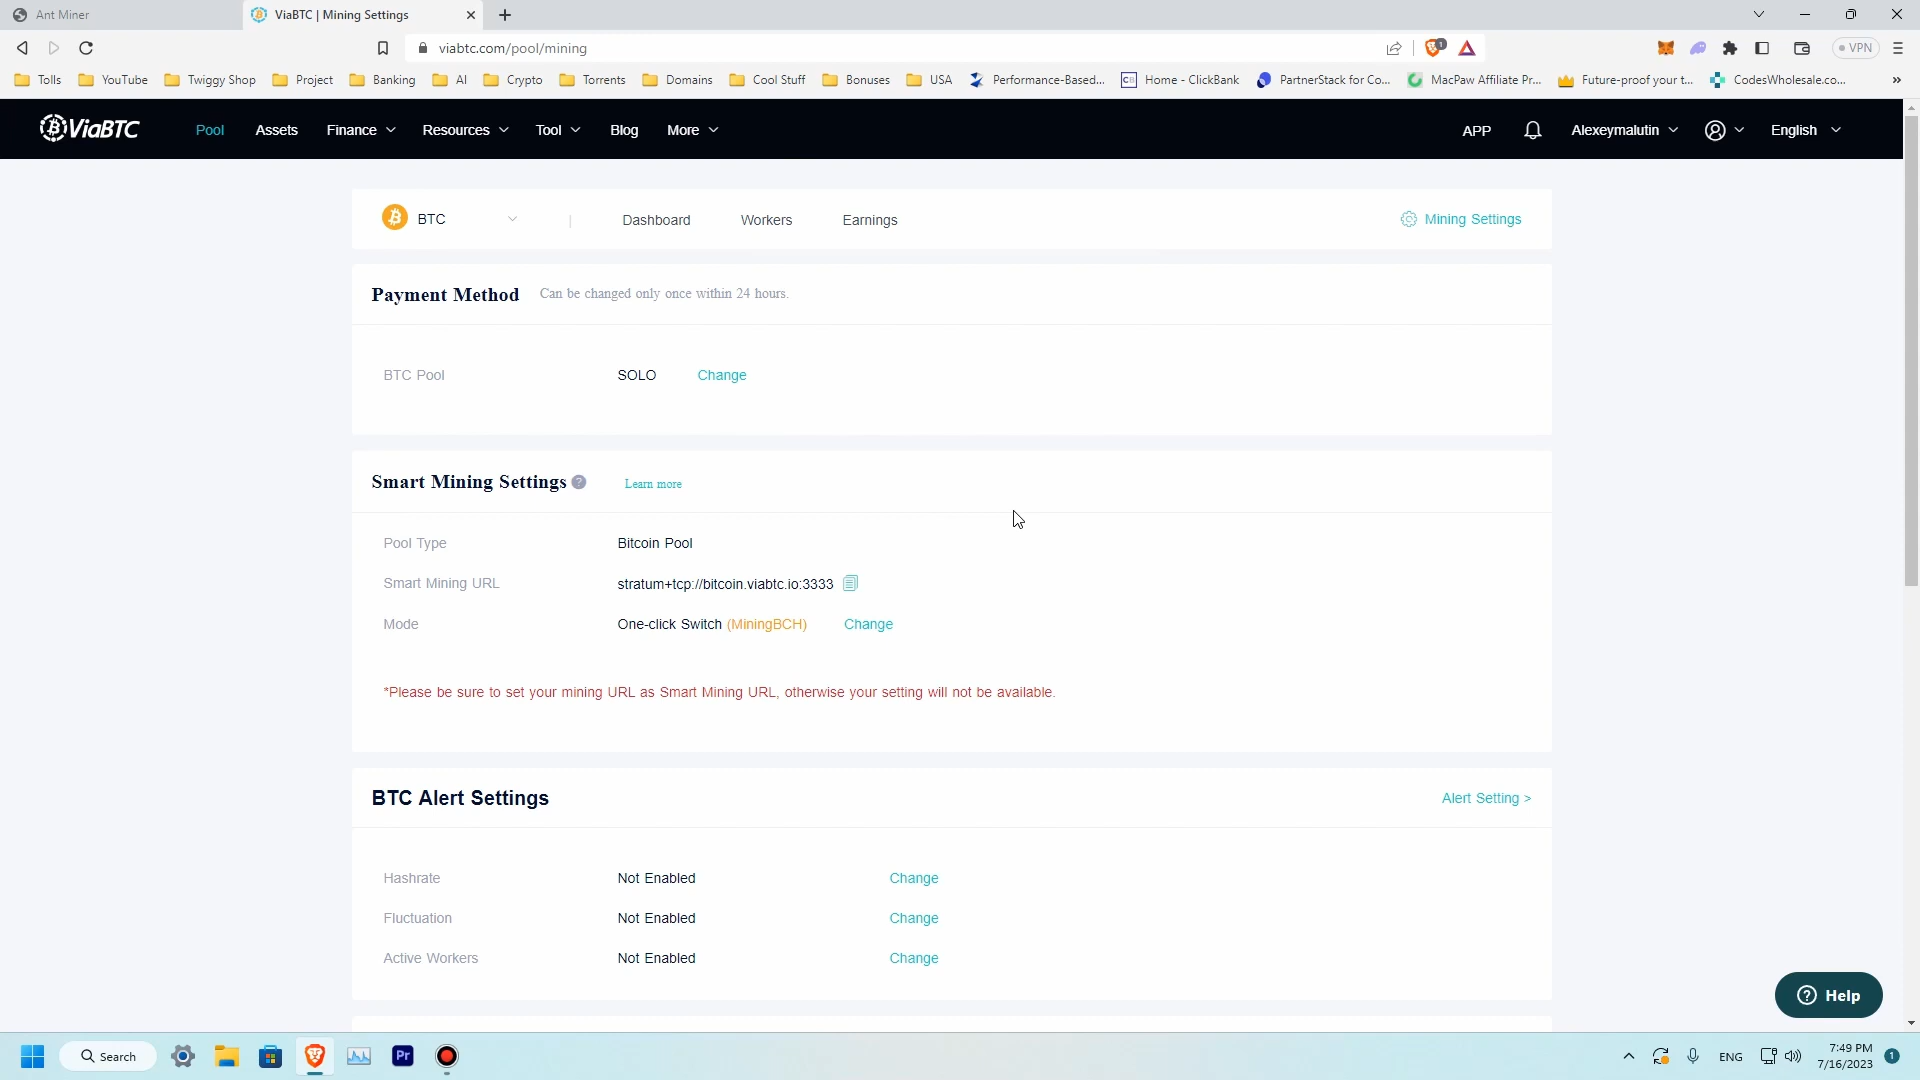 Ant Miner
ViaBTC | Mining Settings
viabtc.com/pool/mining
1
VPN
Tolls YouTube Twiggy Shop Project Banking AI Crypto Torrents Domains Cool Stuff Bonuses USA Performance-Based... CB Home - ClickBank PartnerStack for Co... MacPaw Affiliate Pr... Future-proof your t... CodesWholesale.co... »
ViaBTC Pool Assets Finance Resources Tool Blog More APP Alexeymalutin English
BTC | Dashboard Workers Earnings Mining Settings
Payment Method Can be changed only once within 24 hours.
BTC Pool SOLO Change
Smart Mining Settings ? Learn more
Pool Type Bitcoin Pool
Smart Mining URL stratum+tcp://bitcoin.viabtc.io:3333
Mode One-click Switch (MiningBCH) Change
*Please be sure to set your mining URL as Smart Mining URL, otherwise your setting will not be available.
BTC Alert Settings Alert Setting >
Hashrate Not Enabled Change
Fluctuation Not Enabled Change
Active Workers Not Enabled Change
? Help
Search Pr ENG 7:49 PM 1
7/16/2023